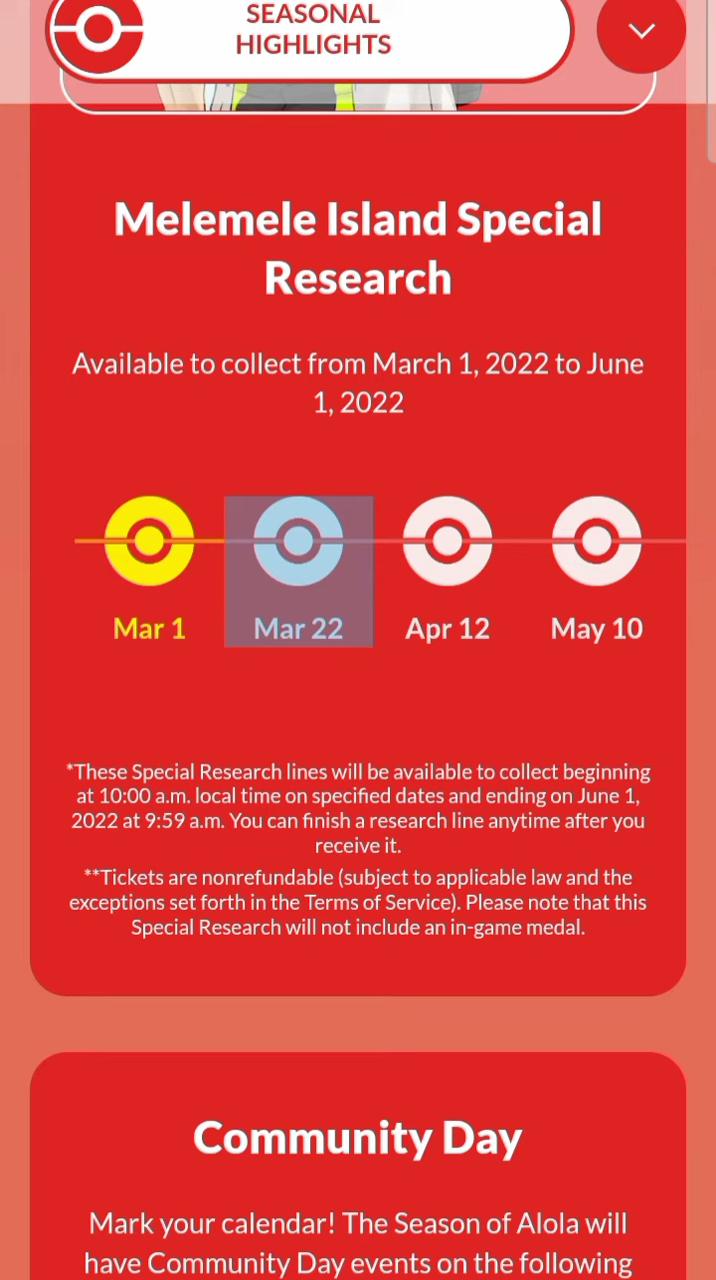 SEASONAL
HIGHLIGHTS
Melemele Island Special
Research
Available to collect from March 1, 2022 to June
1, 2022
Mar 1 Mar 22 Apr 12 May 10
*These Special Research lines will be available to collect beginning
at 10:00 a.m. local time on specified dates and ending on June 1,
2022 at 9:59 a.m. You can finish a research line anytime after you
receive it.
**Tickets are nonrefundable (subject to applicable law and the
exceptions set forth in the Terms of Service). Please note that this
Special Research will not include an in-game medal.
Community Day
Mark your calendar! The Season of Alola will
have Community Day events on the following